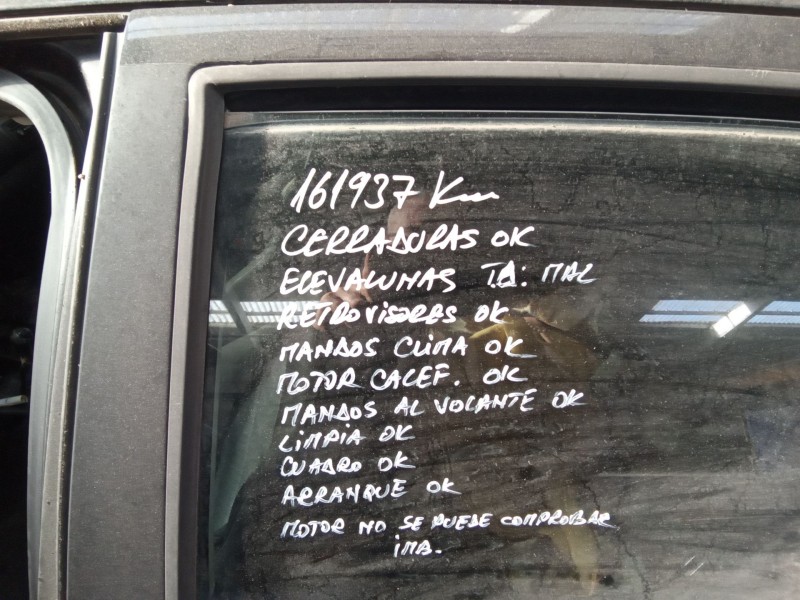 161937 Km
CERRADURAS OK
ELEVALUNAS T.D: MAL
RETROVISORES OK
MANDOS CLIMA OK
MOTOR CALEF. OK
MANDOS AL VOLANTE OK
LIMPIA OK
CUADRO OK
ARRANQUE OK
MOTOR NO SE PUEDE COMPROBAR
IMA.